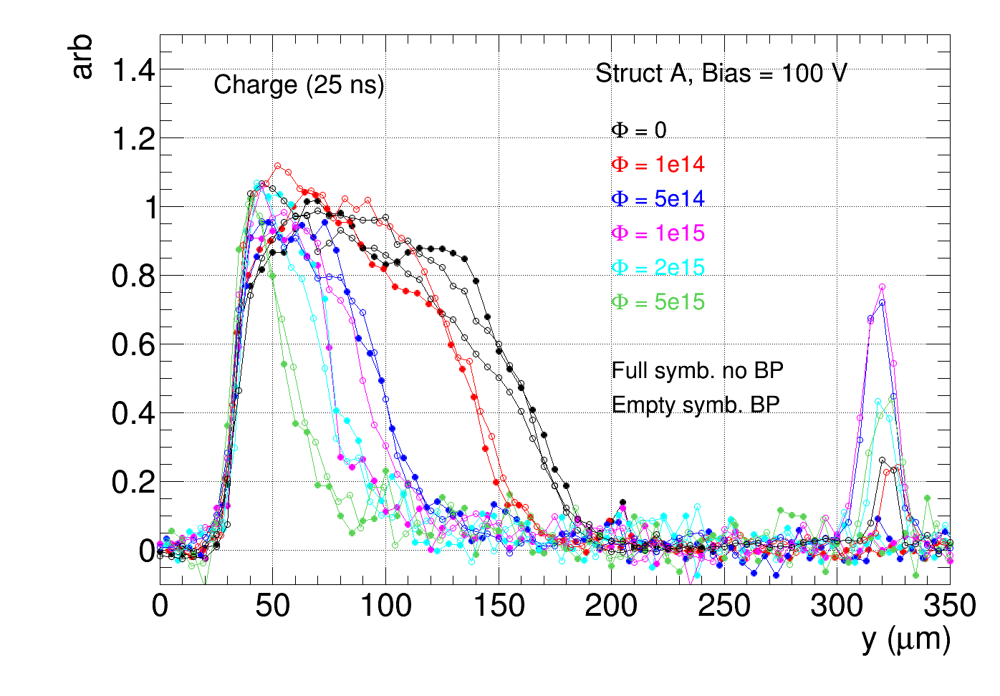 arb
1.4
1.2
1
0.8
0.6
0.4
0.2
0
Charge (25 ns)
Struct A, Bias = 100 V
Φ = 0
Φ = 1e14
Φ = 5e14
Φ = 1e15
Φ = 2e15
Φ = 5e15
Full symb. no BP
Empty symb. BP
0 50 100 150 200 250 300 350
y (μm)